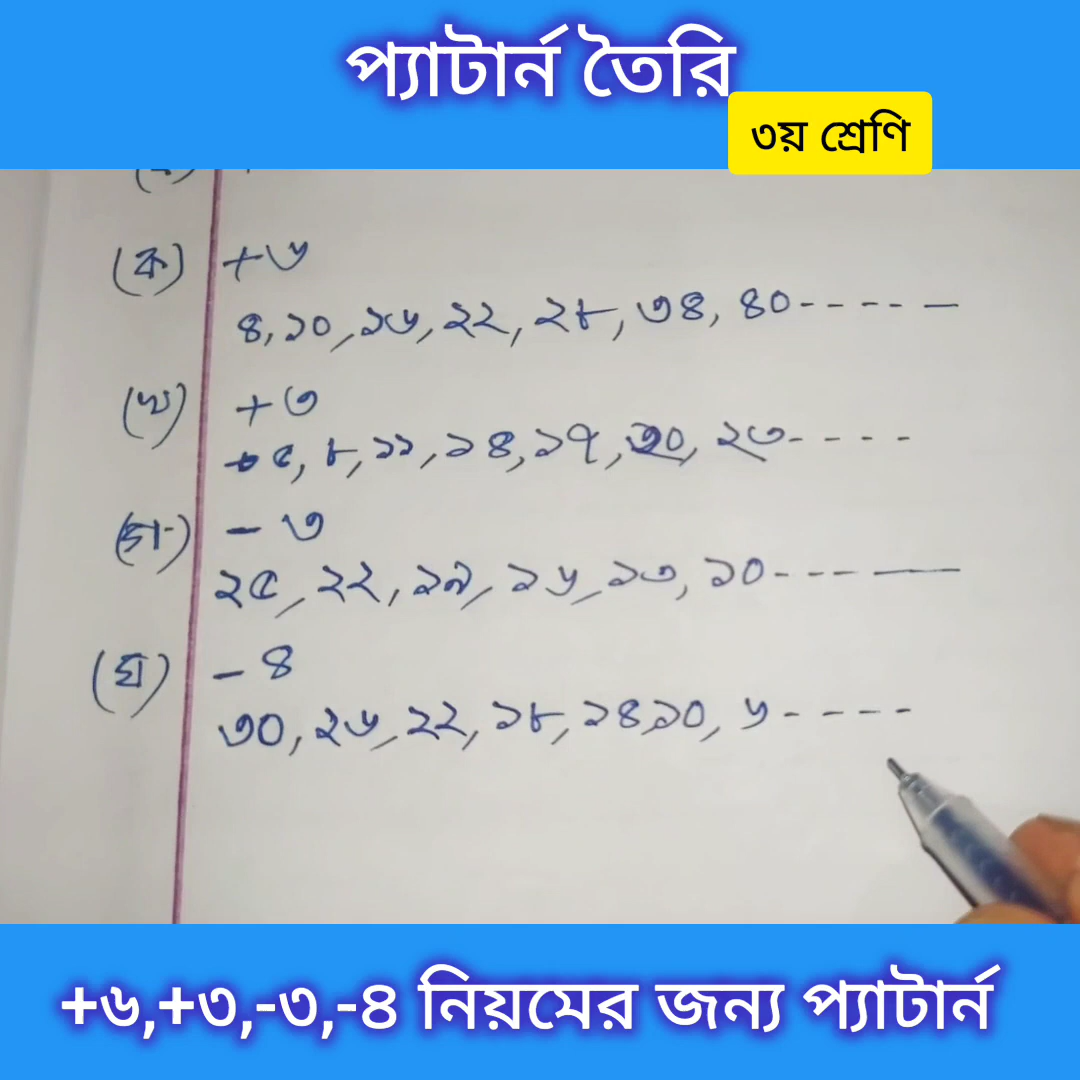 প্যাটার্ন তৈরি
৩য় শ্রেণি
(ক) +৬
৪, ১০, ১৬, ২২, ২৮, ৩৪, ৪০-----
(খ) +৩
৫, ৮, ১১, ১৪, ১৭, ২০, ২৩----
(গ) - ৩
২৫, ২২, ১৯, ১৬, ১৩, ১০-----
(ঘ) - ৪
৩০, ২৬, ২২, ১৮, ১৪,১০, ৬----
+৬,+৩,-৩,-৪ নিয়মের জন্য প্যাটার্ন